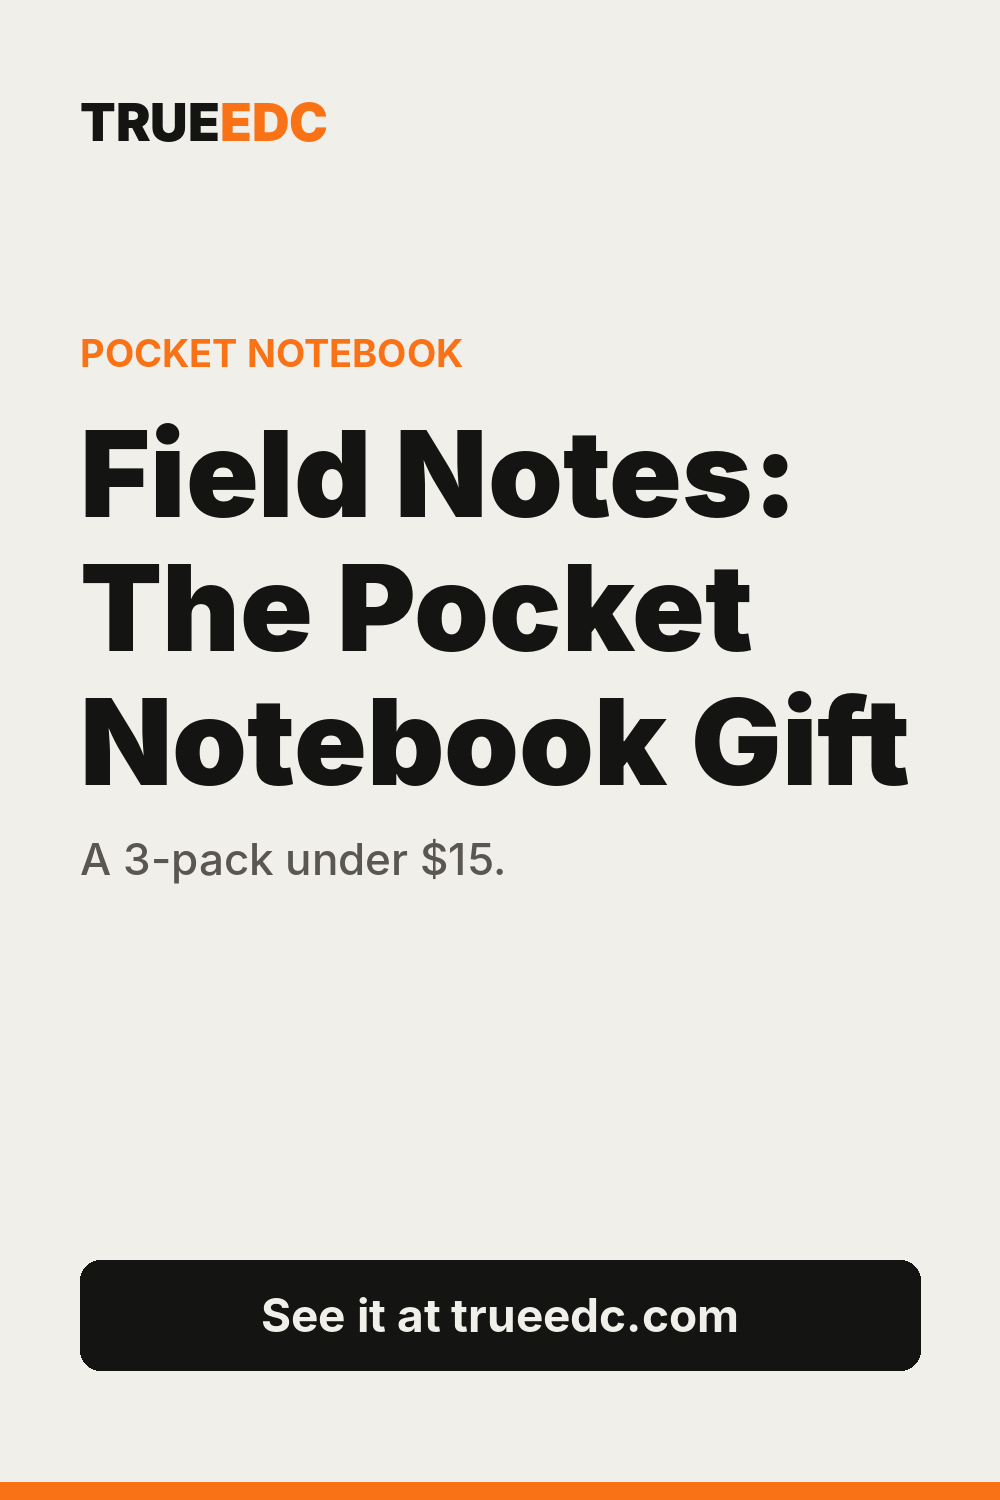 TRUEEDC
POCKET NOTEBOOK
Field Notes:
The Pocket
Notebook Gift
A 3-pack under $15.
See it at trueedc.com